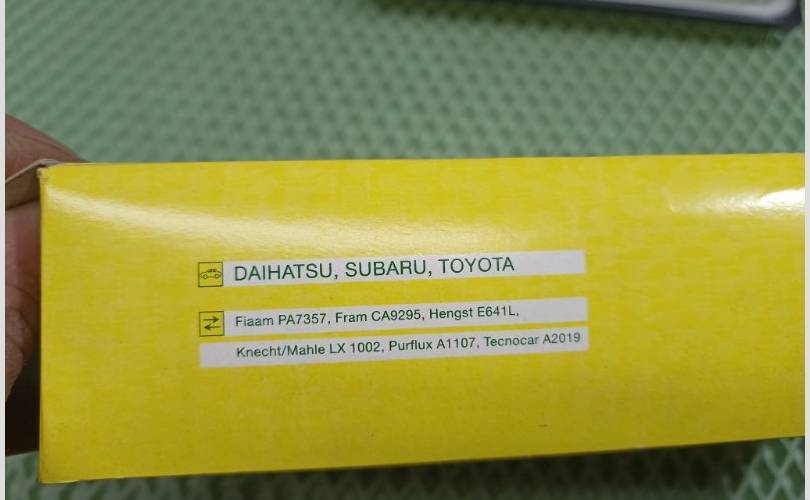 DAIHATSU, SUBARU, TOYOTA
Fiaam PA7357, Fram CA9295, Hengst E641L,
Knecht/Mahle LX 1002, Purflux A1107, Tecnocar A2019